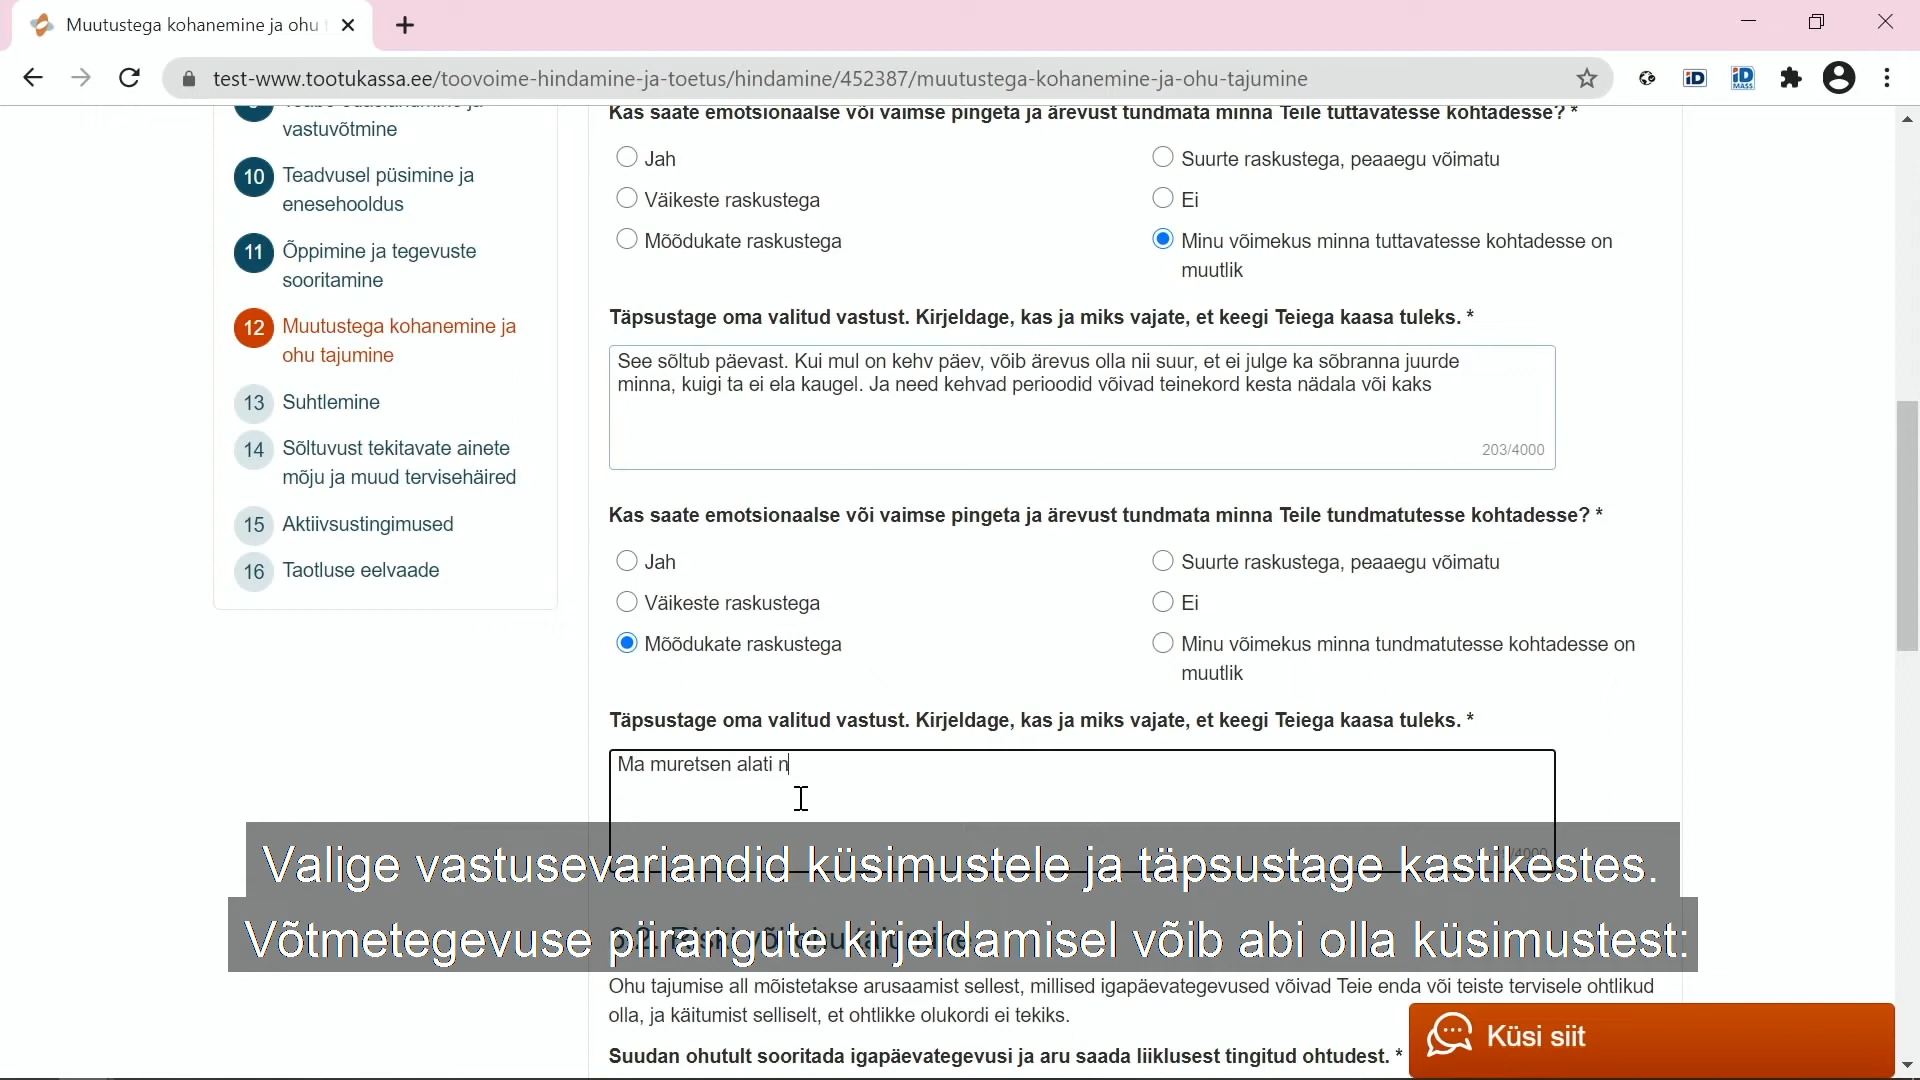 Muutustega kohanemine ja ohu
test-www.tootukassa.ee/toovoime-hindamine-ja-toetus/hindamine/452387/muutustega-kohanemine-ja-ohu-tajumine
iD
iD
MASS
vastuvõtmine
10 Teadvusel püsimine ja
enesehooldus
11 Õppimine ja tegevuste
sooritamine
12 Muutustega kohanemine ja
ohu tajumine
13 Suhtlemine
14 Sõltuvust tekitavate ainete
mõju ja muud tervisehäired
15 Aktiivsustingimused
16 Taotluse eelvaade
Kas saate emotsionaalse või vaimse pingeta ja ärevust tundmata minna Teile tuttavatesse kohtadesse? *
Jah
Väikeste raskustega
Mõõdukate raskustega
Suurte raskustega, peaaegu võimatu
Ei
Minu võimekus minna tuttavatesse kohtadesse on
muutlik
Täpsustage oma valitud vastust. Kirjeldage, kas ja miks vajate, et keegi Teiega kaasa tuleks. *
See sõltub päevast. Kui mul on kehv päev, võib ärevus olla nii suur, et ei julge ka sõbranna juurde
minna, kuigi ta ei ela kaugel. Ja need kehvad perioodid võivad teinekord kesta nädala või kaks
203/4000
Kas saate emotsionaalse või vaimse pingeta ja ärevust tundmata minna Teile tundmatutesse kohtadesse? *
Jah
Väikeste raskustega
Mõõdukate raskustega
Suurte raskustega, peaaegu võimatu
Ei
Minu võimekus minna tundmatutesse kohtadesse on
muutlik
Täpsustage oma valitud vastust. Kirjeldage, kas ja miks vajate, et keegi Teiega kaasa tuleks. *
Ma muretsen alati n
Valige vastusevariandid küsimustele ja täpsustage kastikestes.
Võtmetegevuse piirangute kirjeldamisel võib abi olla küsimustest:
Ohu tajumise all mõistetakse arusaamist sellest, millised igapäevategevused võivad Teie enda või teiste tervisele ohtlikud
olla, ja käitumist selliselt, et ohtlikke olukordi ei tekiks.
Suudan ohutult sooritada igapäevategevusi ja aru saada liiklusest tingitud ohtudest. *
Küsi siit